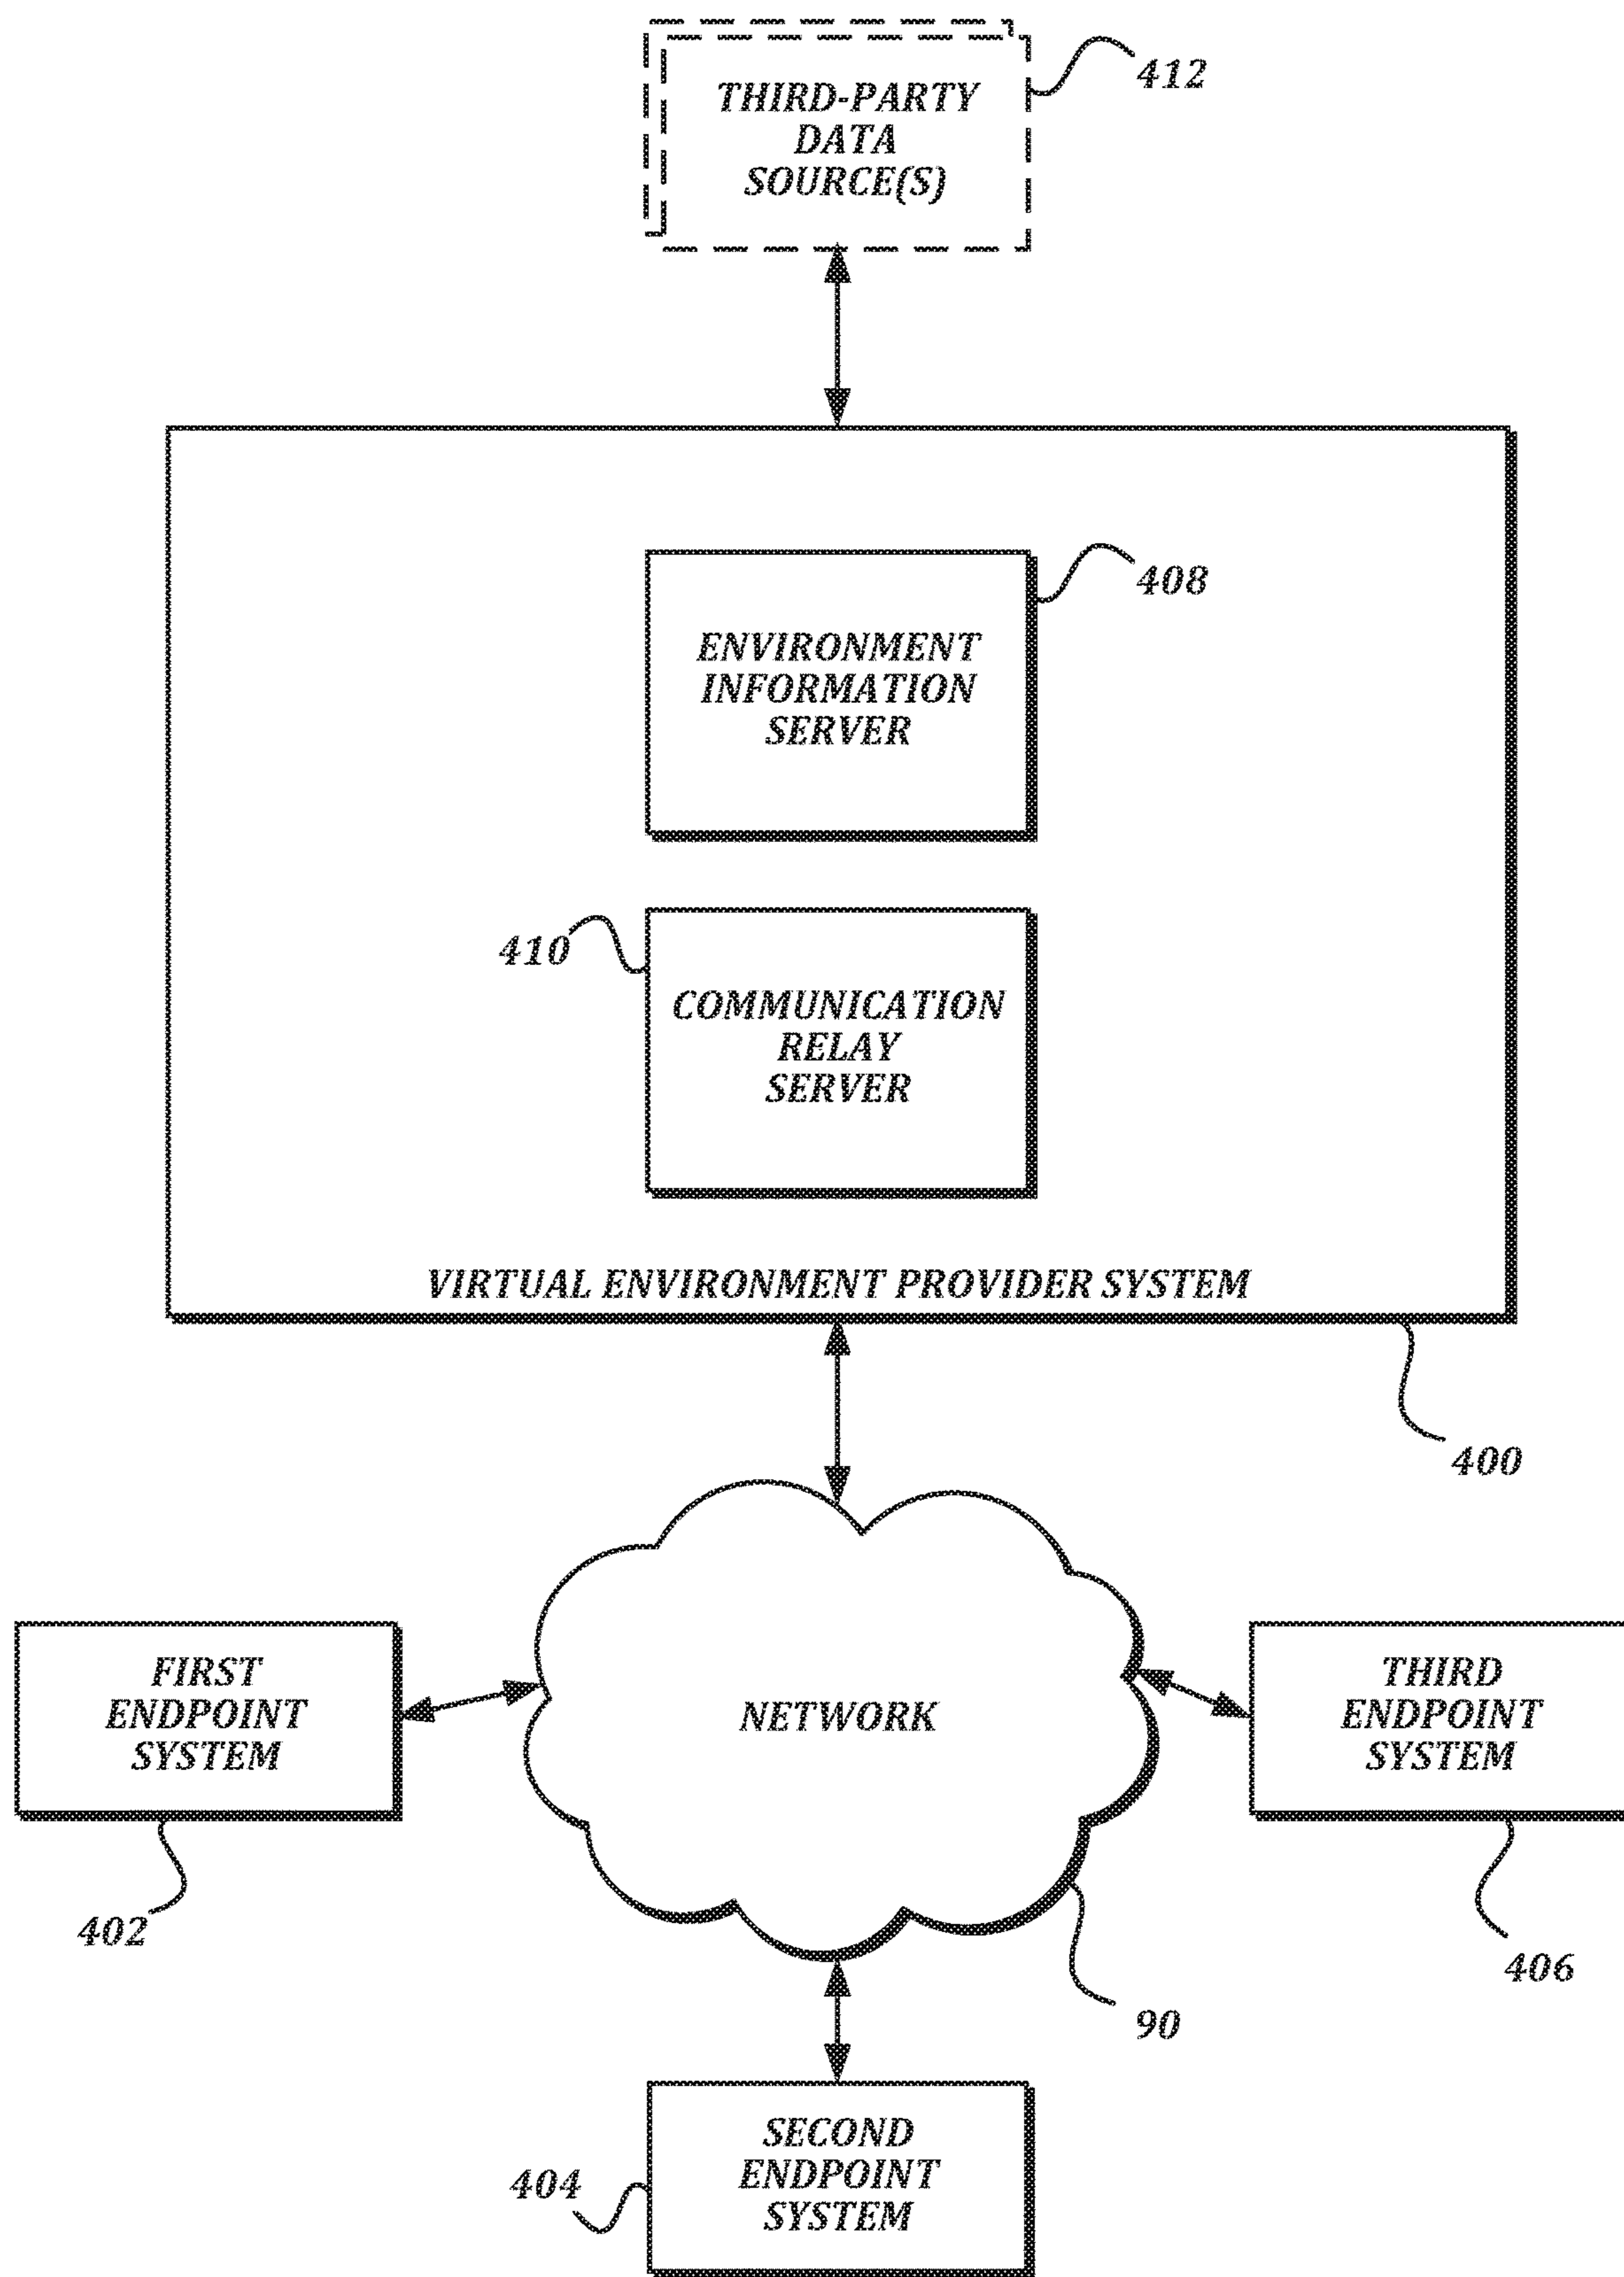 THIRD-PARTY
DATA
SOURCE(S)
412
ENVIRONMENT
INFORMATION
SERVER
408
410
COMMUNICATION
RELAY
SERVER
VIRTUAL ENVIRONMENT PROVIDER SYSTEM
400
FIRST
ENDPOINT
SYSTEM
402
NETWORK
90
THIRD
ENDPOINT
SYSTEM
406
404
SECOND
ENDPOINT
SYSTEM